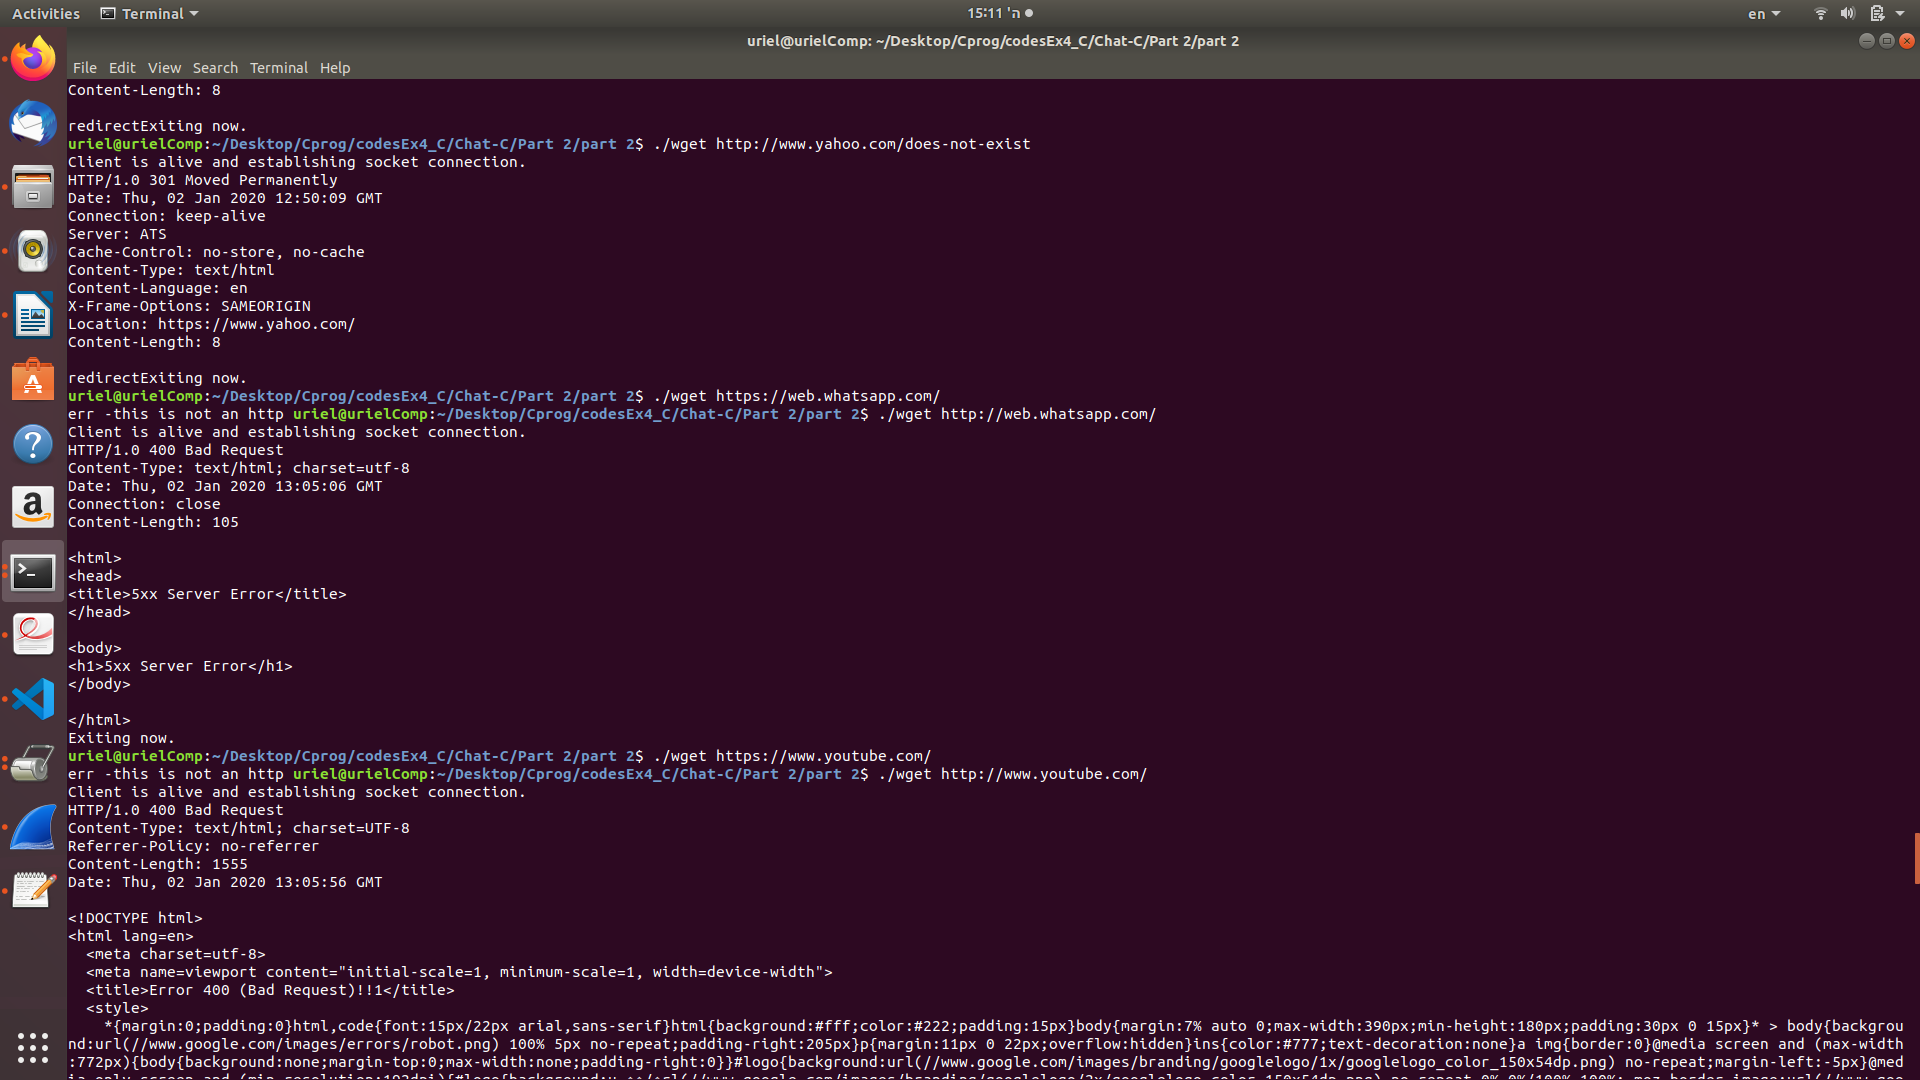 Activities
Terminal
15:11 'ה
en
uriel@urielComp: ~/Desktop/Cprog/codesEx4_C/Chat-C/Part 2/part 2
File Edit View Search Terminal Help
Content-Length: 8
redirectExiting now.
uriel@urielComp:~/Desktop/Cprog/codesEx4_C/Chat-C/Part 2/part 2$ ./wget http://www.yahoo.com/does-not-exist
Client is alive and establishing socket connection.
HTTP/1.0 301 Moved Permanently
Date: Thu, 02 Jan 2020 12:50:09 GMT
Connection: keep-alive
Server: ATS
Cache-Control: no-store, no-cache
Content-Type: text/html
Content-Language: en
X-Frame-Options: SAMEORIGIN
Location: https://www.yahoo.com/
Content-Length: 8
redirectExiting now.
uriel@urielComp:~/Desktop/Cprog/codesEx4_C/Chat-C/Part 2/part 2$ ./wget https://web.whatsapp.com/
err -this is not an http uriel@urielComp:~/Desktop/Cprog/codesEx4_C/Chat-C/Part 2/part 2$ ./wget http://web.whatsapp.com/
Client is alive and establishing socket connection.
HTTP/1.0 400 Bad Request
Content-Type: text/html; charset=utf-8
Date: Thu, 02 Jan 2020 13:05:06 GMT
Connection: close
Content-Length: 105
<html>
<head>
<title>5xx Server Error</title>
</head>
<body>
<h1>5xx Server Error</h1>
</body>
</html>
Exiting now.
uriel@urielComp:~/Desktop/Cprog/codesEx4_C/Chat-C/Part 2/part 2$ ./wget https://www.youtube.com/
err -this is not an http uriel@urielComp:~/Desktop/Cprog/codesEx4_C/Chat-C/Part 2/part 2$ ./wget http://www.youtube.com/
Client is alive and establishing socket connection.
HTTP/1.0 400 Bad Request
Content-Type: text/html; charset=UTF-8
Referrer-Policy: no-referrer
Content-Length: 1555
Date: Thu, 02 Jan 2020 13:05:56 GMT
<!DOCTYPE html>
<html lang=en>
  <meta charset=utf-8>
  <meta name=viewport content="initial-scale=1, minimum-scale=1, width=device-width">
  <title>Error 400 (Bad Request)!!1</title>
  <style>
    *{margin:0;padding:0}html,code{font:15px/22px arial,sans-serif}html{background:#fff;color:#222;padding:15px}body{margin:7% auto 0;max-width:390px;min-height:180px;padding:30px 0 15px}* > body{backgrou
nd:url(//www.google.com/images/errors/robot.png) 100% 5px no-repeat;padding-right:205px}p{margin:11px 0 22px;overflow:hidden}ins{color:#777;text-decoration:none}a img{border:0}@media screen and (max-width
:772px){body{background:none;margin-top:0;max-width:none;padding-right:0}}#logo{background:url(//www.google.com/images/branding/googlelogo/1x/googlelogo_color_150x54dp.png) no-repeat;margin-left:-5px}@med